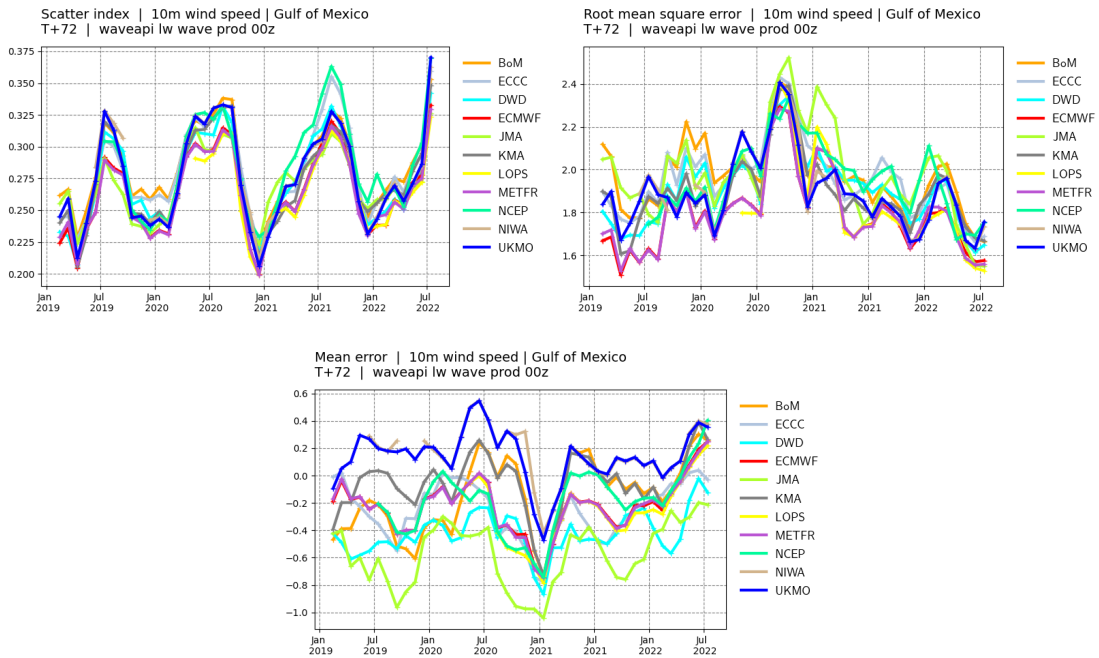 Scatter index | 10m wind speed | Gulf of Mexico
T+72 | waveapi lw wave prod 00z
0.375
0.350
0.325
0.300
0.275
0.250
0.225
0.200
Jan
2019
Jul
2019
Jan
2020
Jul
2020
Jan
2021
Jul
2021
Jan
2022
Jul
2022
BoM
ECCC
DWD
ECMWF
JMA
KMA
LOPS
METFR
NCEP
NIWA
UKMO
Root mean square error | 10m wind speed | Gulf of Mexico
T+72 | waveapi lw wave prod 00z
2.4
2.2
2.0
1.8
1.6
Jan
2019
Jul
2019
Jan
2020
Jul
2020
Jan
2021
Jul
2021
Jan
2022
Jul
2022
BoM
ECCC
DWD
ECMWF
JMA
KMA
LOPS
METFR
NCEP
NIWA
UKMO
Mean error | 10m wind speed | Gulf of Mexico
T+72 | waveapi lw wave prod 00z
0.6
0.4
0.2
0.0
−0.2
−0.4
−0.6
−0.8
−1.0
Jan
2019
Jul
2019
Jan
2020
Jul
2020
Jan
2021
Jul
2021
Jan
2022
Jul
2022
BoM
ECCC
DWD
ECMWF
JMA
KMA
LOPS
METFR
NCEP
NIWA
UKMO